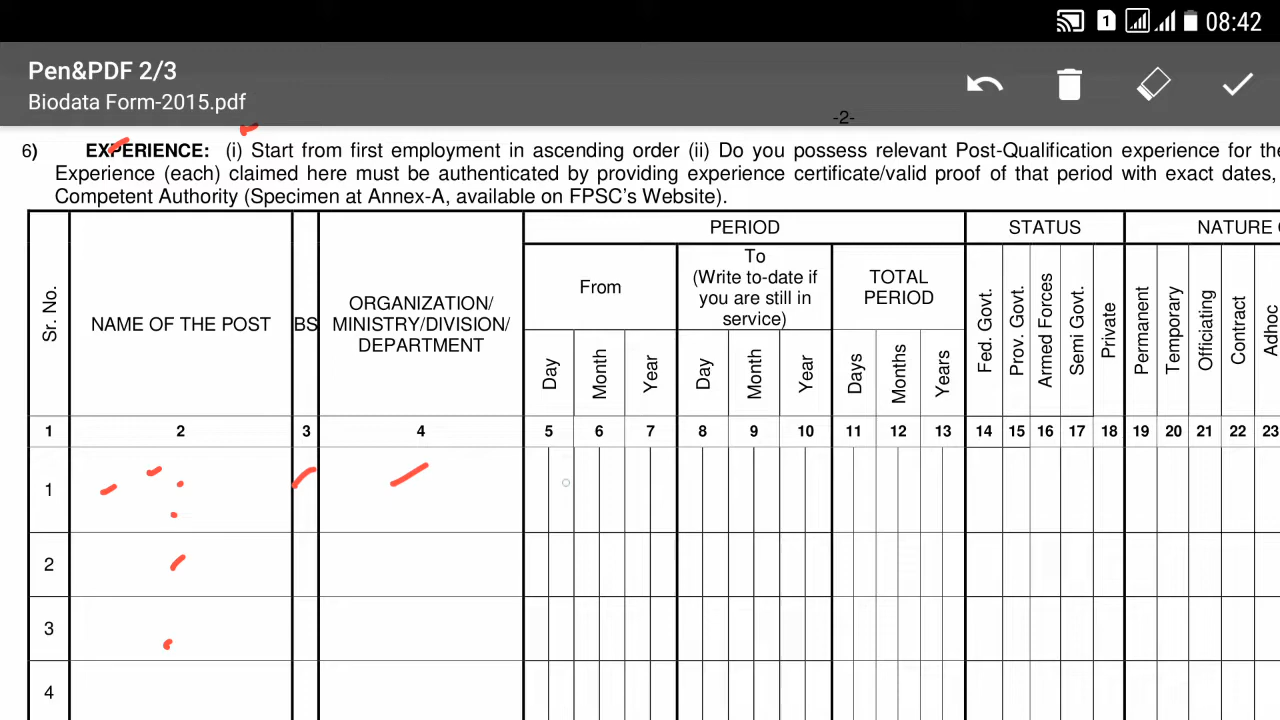 1 08:42
Pen&PDF 2/3
Biodata Form-2015.pdf
-2-
6) EXPERIENCE: (i) Start from first employment in ascending order (ii) Do you possess relevant Post-Qualification experience for the
Experience (each) claimed here must be authenticated by providing experience certificate/valid proof of that period with exact dates,
Competent Authority (Specimen at Annex-A, available on FPSC's Website).
PERIOD STATUS NATURE
Sr. No.
NAME OF THE POST
BS
ORGANIZATION/
MINISTRY/DIVISION/
DEPARTMENT
From
To
(Write to-date if
you are still in
service)
TOTAL
PERIOD
Day Month Year Day Month Year Days Months Years
Fed. Govt. Prov. Govt. Armed Forces Semi Govt. Private Permanent Temporary Officiating Contract Adhoc
1 2 3 4 5 6 7 8 9 10 11 12 13 14 15 16 17 18 19 20 21 22 23
1
2
3
4